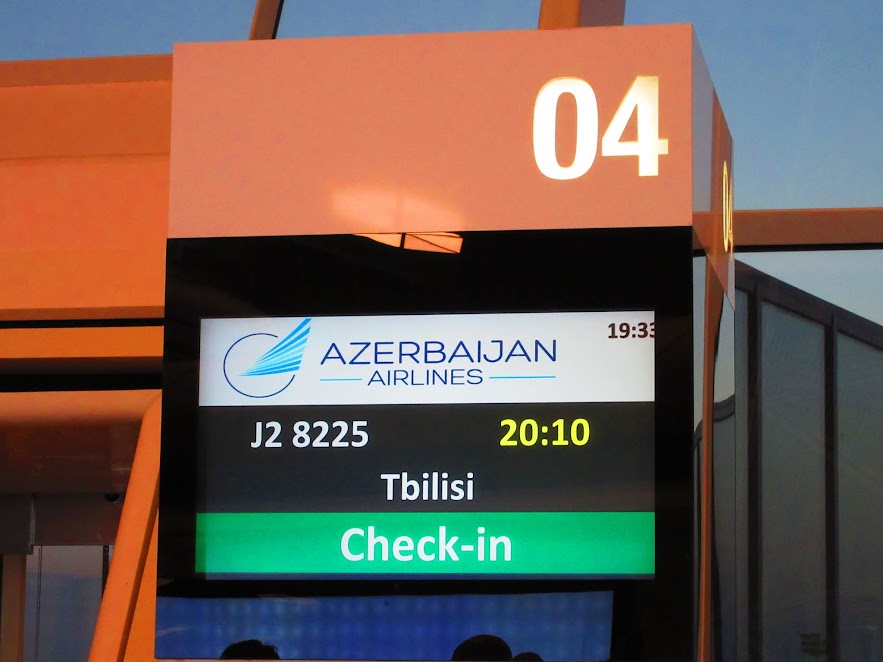 04
19:33
AZERBAIJAN
AIRLINES
J2 8225 20:10
Tbilisi
Check-in